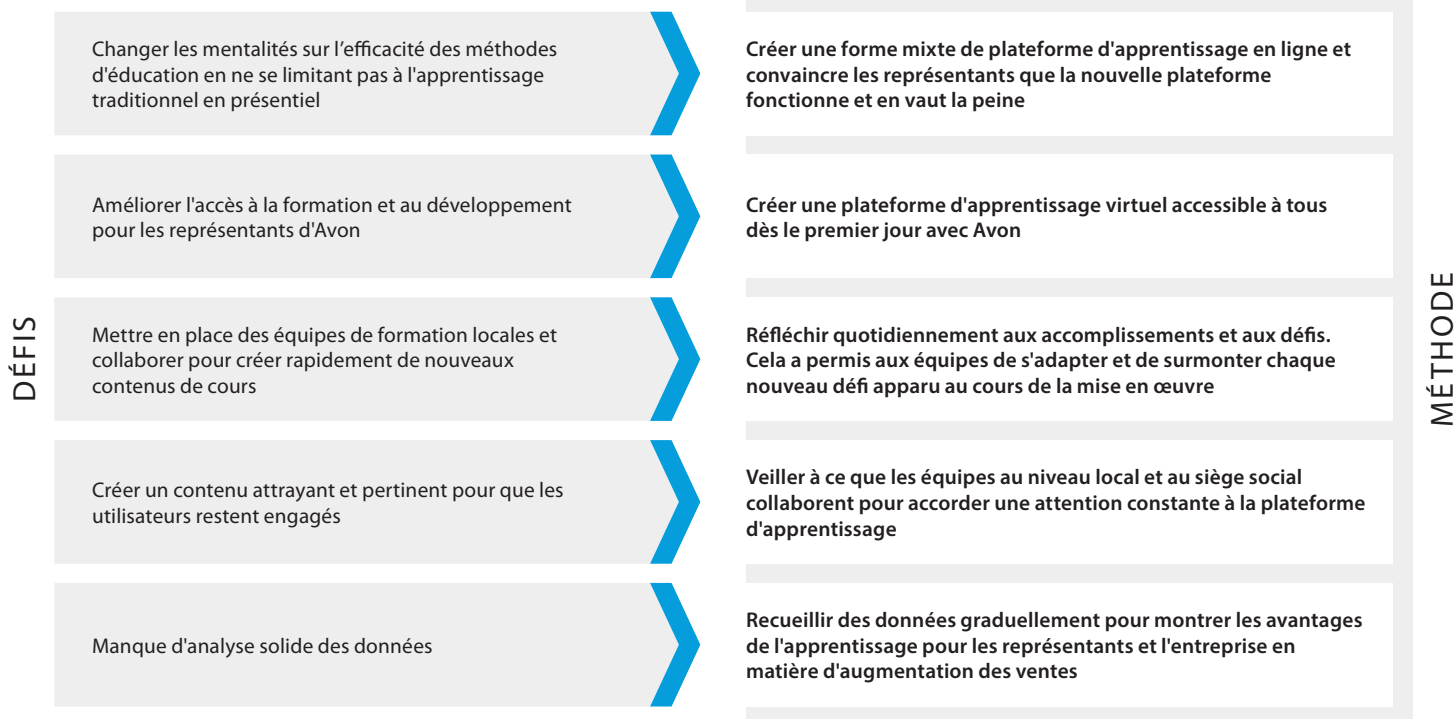 DÉFIS
MÉTHODE
Changer les mentalités sur l'efficacité des méthodes
d'éducation en ne se limitant pas à l'apprentissage
traditionnel en présentiel
Créer une forme mixte de plateforme d'apprentissage en ligne et
convaincre les représentants que la nouvelle plateforme
fonctionne et en vaut la peine
Améliorer l'accès à la formation et au développement
pour les représentants d'Avon
Créer une plateforme d'apprentissage virtuel accessible à tous
dès le premier jour avec Avon
Mettre en place des équipes de formation locales et
collaborer pour créer rapidement de nouveaux
contenus de cours
Réfléchir quotidiennement aux accomplissements et aux défis.
Cela a permis aux équipes de s'adapter et de surmonter chaque
nouveau défi apparu au cours de la mise en œuvre
Créer un contenu attrayant et pertinent pour que les
utilisateurs restent engagés
Veiller à ce que les équipes au niveau local et au siège social
collaborent pour accorder une attention constante à la plateforme
d'apprentissage
Manque d'analyse solide des données
Recueillir des données graduellement pour montrer les avantages
de l'apprentissage pour les représentants et l'entreprise en
matière d'augmentation des ventes